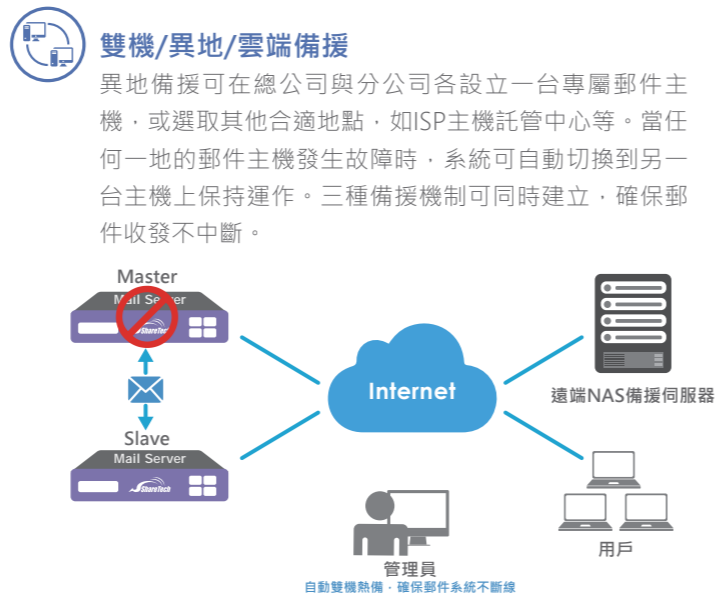 雙機/異地/雲端備援
異地備援可在總公司與分公司各設立一台專屬郵件主
機，或選取其他合適地點，如ISP主機託管中心等。當任
何一地的郵件主機發生故障時，系統可自動切換到另一
台主機上保持運作。三種備援機制可同時建立，確保郵
件收發不中斷。
Master
Mail Server
ShareTech
Internet
遠端NAS備援伺服器
Slave
Mail Server
ShareTech
用戶
管理員
自動雙機熱備，確保郵件系統不斷線